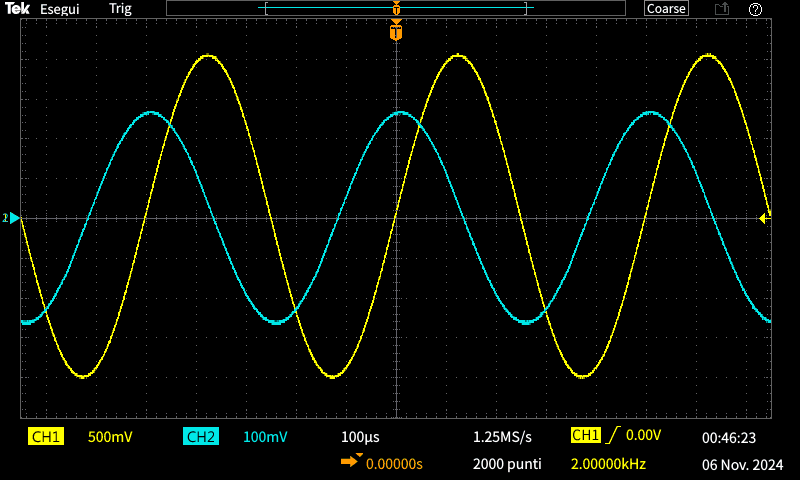 Tek Esegui Trig Coarse
T
T
2
CH1 500mV CH2 100mV 100µs 1.25MS/s CH1 0.00V 00:46:23
0.00000s 2000 punti 2.00000kHz 06 Nov. 2024